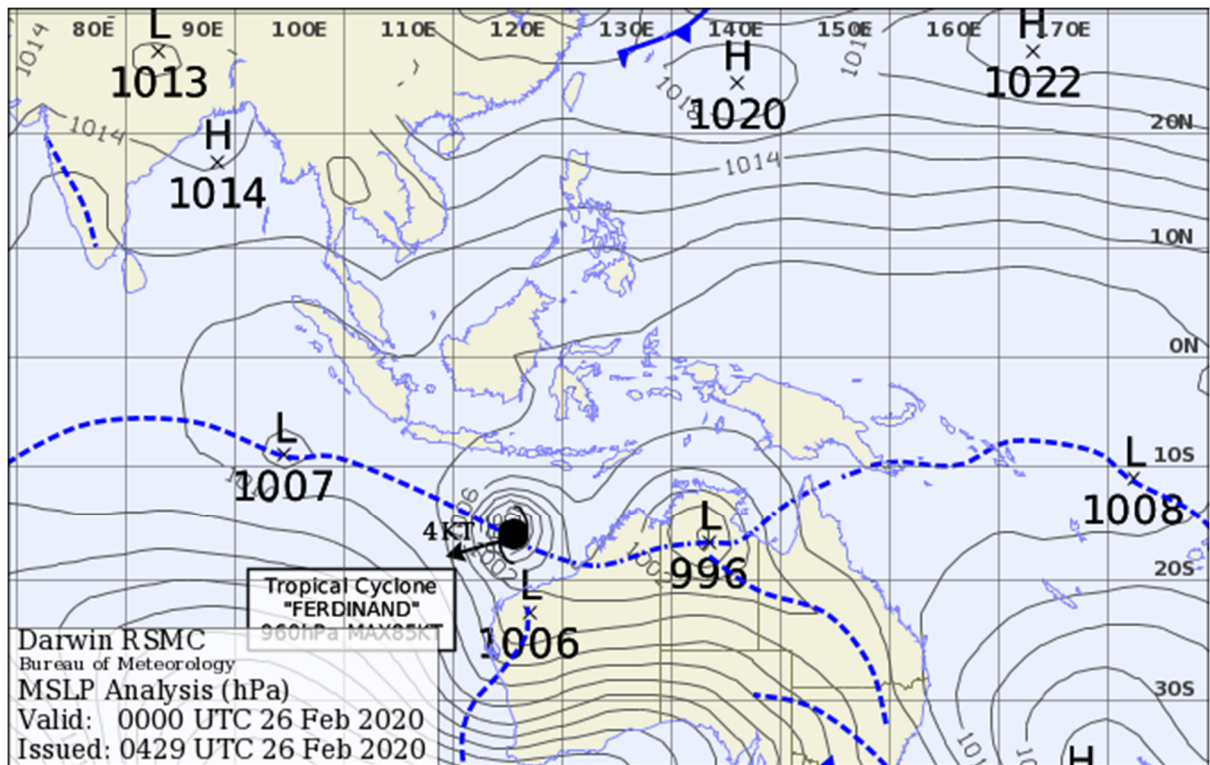 80E 90E 100E 110E 120E 130E 140E 150E 160E 170E
L
1013
H
1020
H
1022
1014
1014
H
1014
1014
20N
10N
0N
L
1007
10S
L
1008
4KT
L
996
1002
20S
Tropical Cyclone
"FERDINAND"
960hPa MAX85KT
L
1006
30S
H
Darwin RSMC
Bureau of Meteorology
MSLP Analysis (hPa)
Valid: 0000 UTC 26 Feb 2020
Issued: 0429 UTC 26 Feb 2020